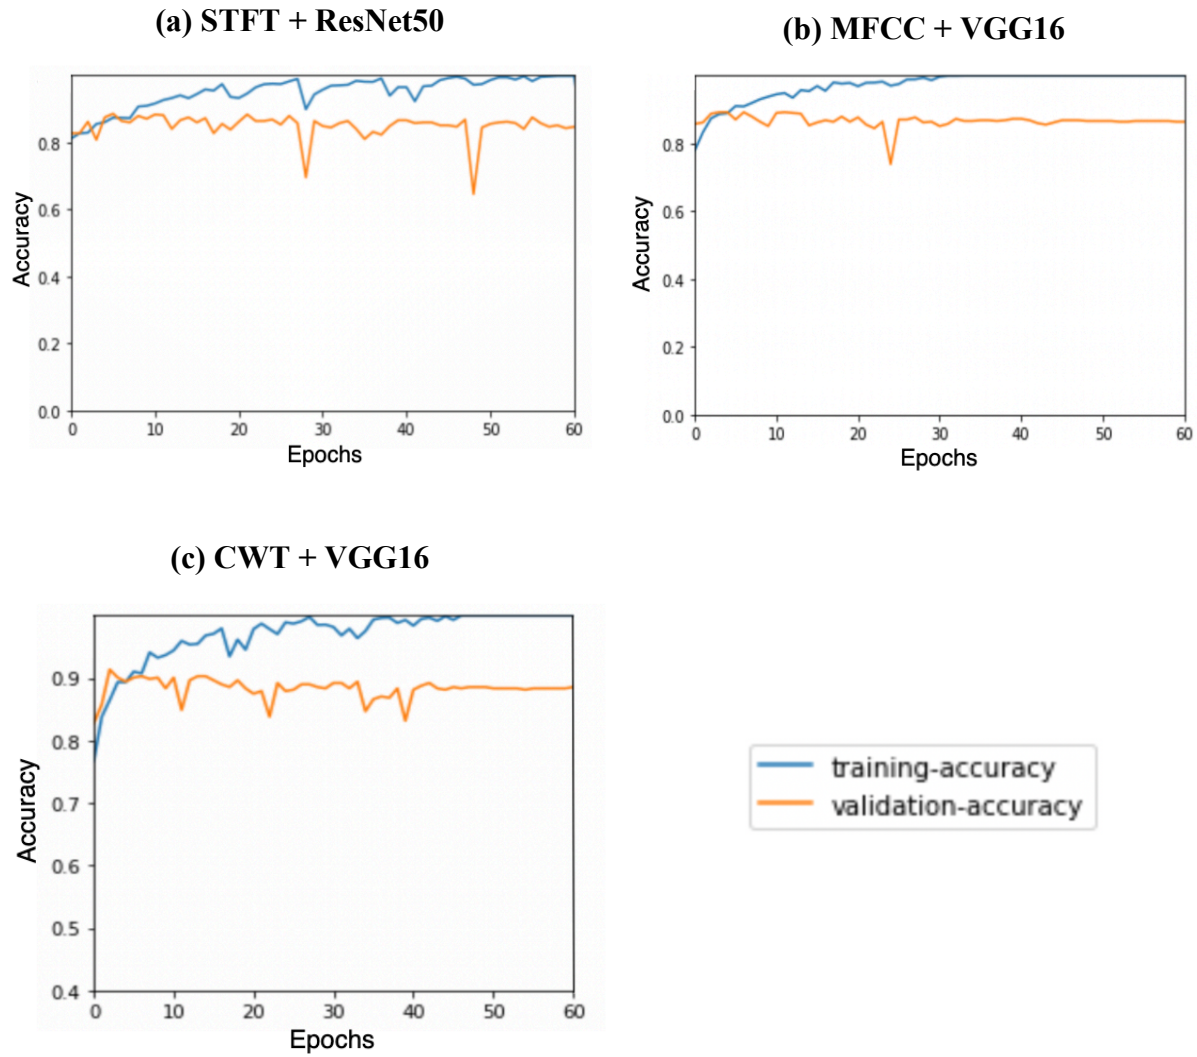 (a) STFT + ResNet50
(b) MFCC + VGG16
0.8
0.6
0.4
0.2
0.0
Accuracy
0 10 20 30 40 50 60
Epochs
0.8
0.6
0.4
0.2
0.0
Accuracy
0 10 20 30 40 50 60
Epochs
(c) CWT + VGG16
0.9
0.8
0.7
0.6
0.5
0.4
Accuracy
0 10 20 30 40 50 60
Epochs
training-accuracy
validation-accuracy